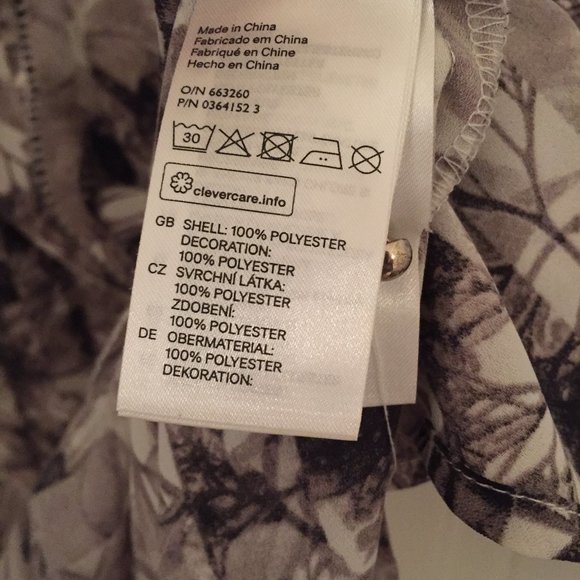 Made in China
Fabricado em China
Fabriqué en Chine
Hecho en China
O/N 663260
P/N 0364152 3
30
clevercare.info
GB SHELL: 100% POLYESTER
DECORATION:
100% POLYESTER
CZ SVRCHNÍ LÁTKA:
100% POLYESTER
ZDOBENÍ:
100% POLYESTER
DE OBERMATERIAL:
100% POLYESTER
DEKORATION: